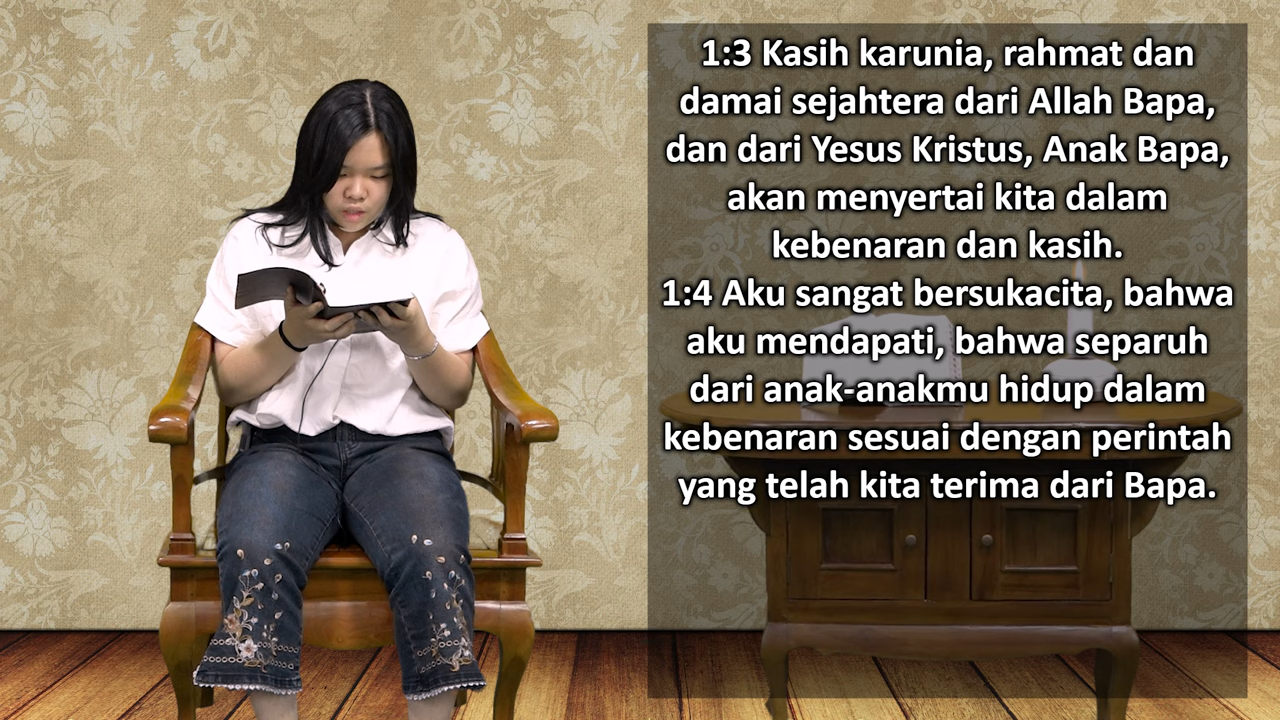 1:3 Kasih karunia, rahmat dan
damai sejahtera dari Allah Bapa,
dan dari Yesus Kristus, Anak Bapa,
akan menyertai kita dalam
kebenaran dan kasih.
1:4 Aku sangat bersukacita, bahwa
aku mendapati, bahwa separuh
dari anak-anakmu hidup dalam
kebenaran sesuai dengan perintah
yang telah kita terima dari Bapa.